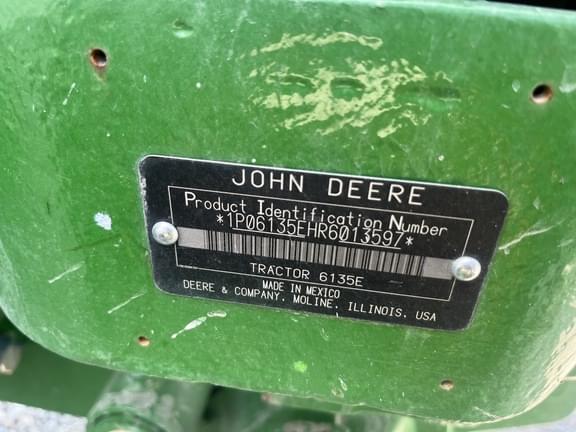 JOHN DEERE
Product Identification Number
*1P06135EHR6013597*
TRACTOR 6135E
MADE IN MEXICO
DEERE & COMPANY, MOLINE, ILLINOIS, USA